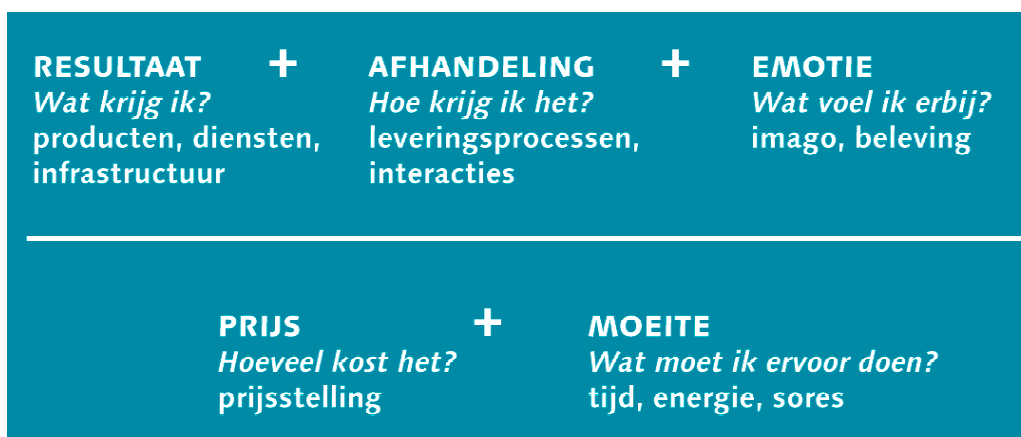 RESULTAAT + AFHANDELING + EMOTIE
Wat krijg ik? Hoe krijg ik het? Wat voel ik erbij?
producten, diensten, leveringsprocessen, imago, beleving
infrastructuur interacties
PRIJS + MOEITE
Hoeveel kost het? Wat moet ik ervoor doen?
prijsstelling tijd, energie, sores